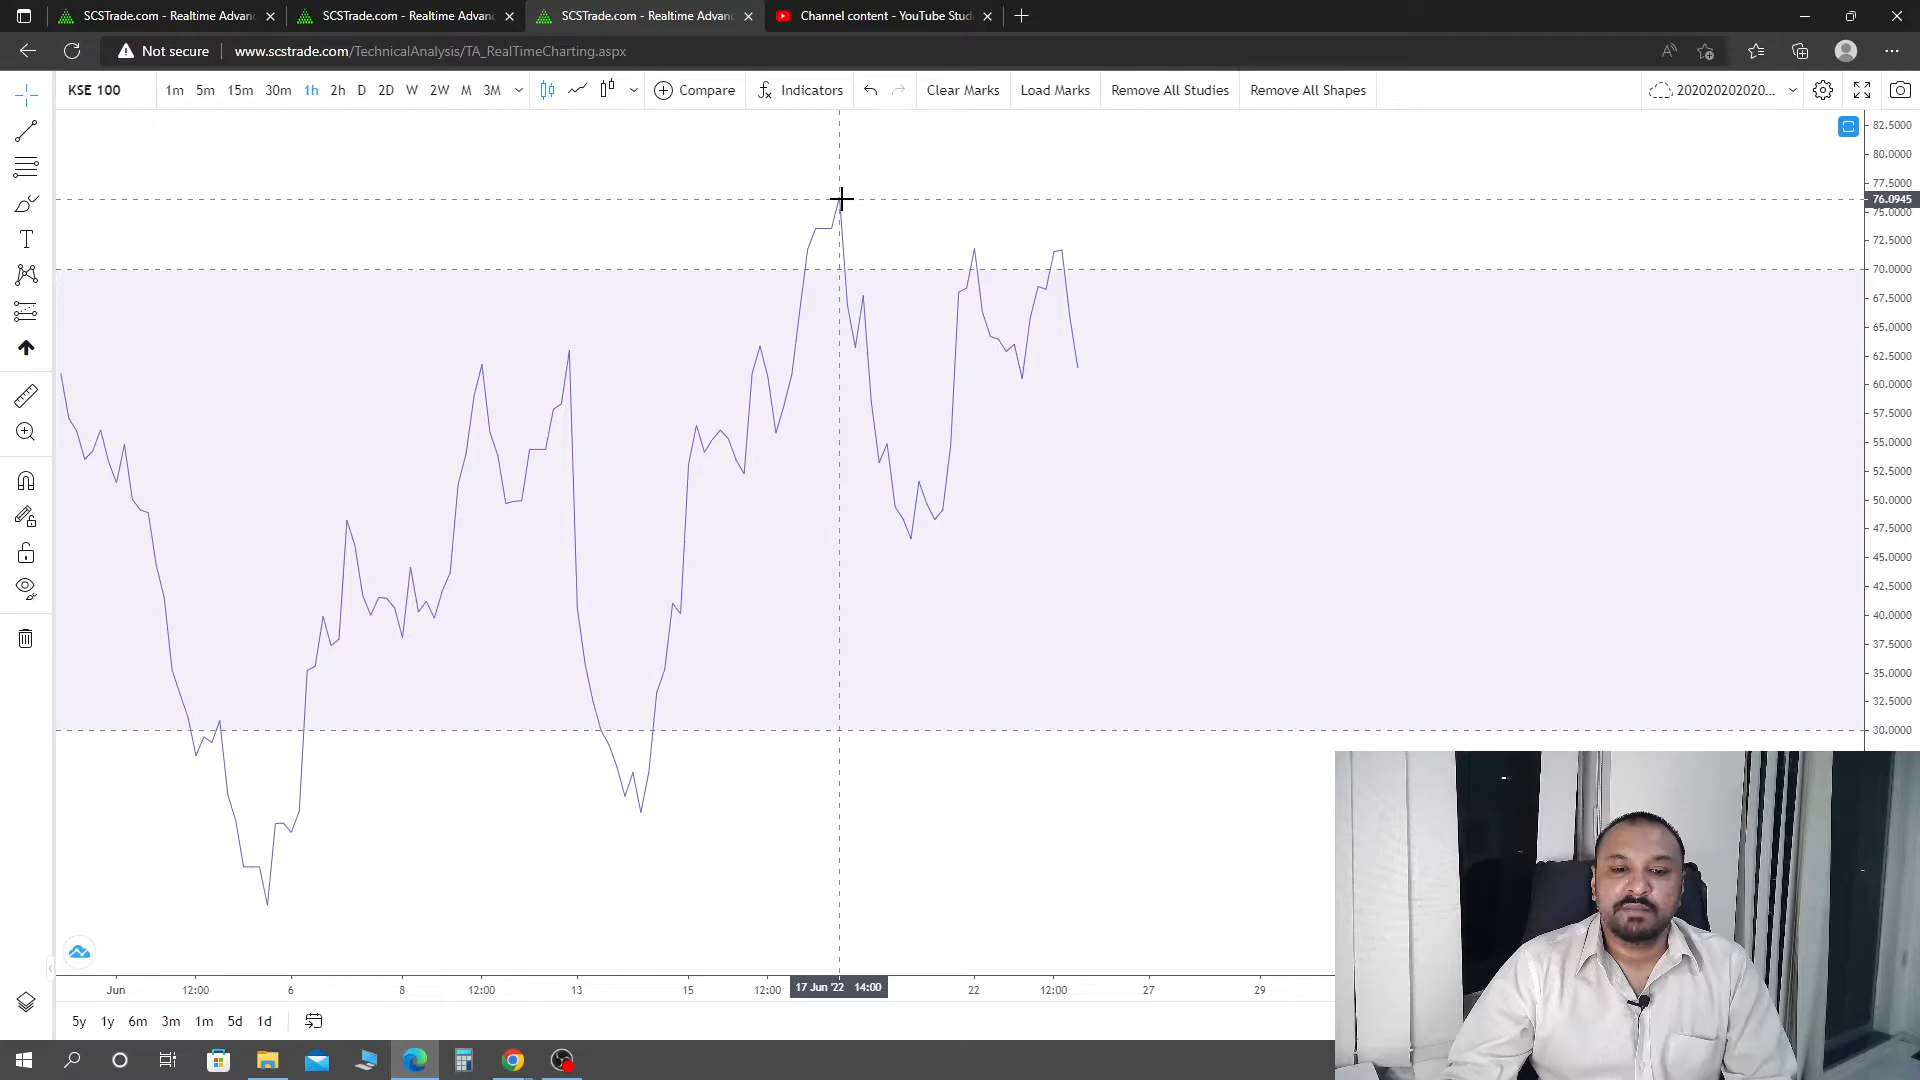 SCSTrade.com - Realtime Advanc
SCSTrade.com - Realtime Advanc
SCSTrade.com - Realtime Advanc
Channel content - YouTube Stud
Not secure
www.scstrade.com/TechnicalAnalysis/TA_RealTimeCharting.aspx
KSE 100 1m 5m 15m 30m 1h 2h D 2D W 2W M 3M Compare Indicators Clear Marks Load Marks Remove All Studies Remove All Shapes 202020202020...
82.5000
80.0000
77.5000
76.0945
75.0000
72.5000
70.0000
67.5000
65.0000
62.5000
60.0000
57.5000
55.0000
52.5000
50.0000
47.5000
45.0000
42.5000
40.0000
37.5000
35.0000
32.5000
30.0000
Jun 12:00 6 8 12:00 13 15 12:00 17 Jun '22 14:00 22 12:00 27 29
5y 1y 6m 3m 1m 5d 1d